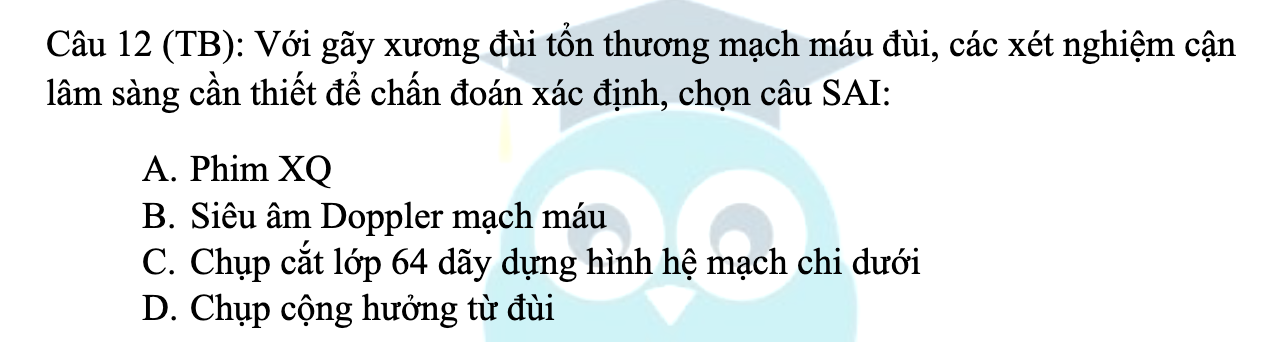 Câu 12 (TB): Với gãy xương đùi tổn thương mạch máu đùi, các xét nghiệm cận
lâm sàng cần thiết để chẩn đoán xác định, chọn câu SAI:
A. Phim XQ
B. Siêu âm Doppler mạch máu
C. Chụp cắt lớp 64 dãy dựng hình hệ mạch chi dưới
D. Chụp cộng hưởng từ đùi